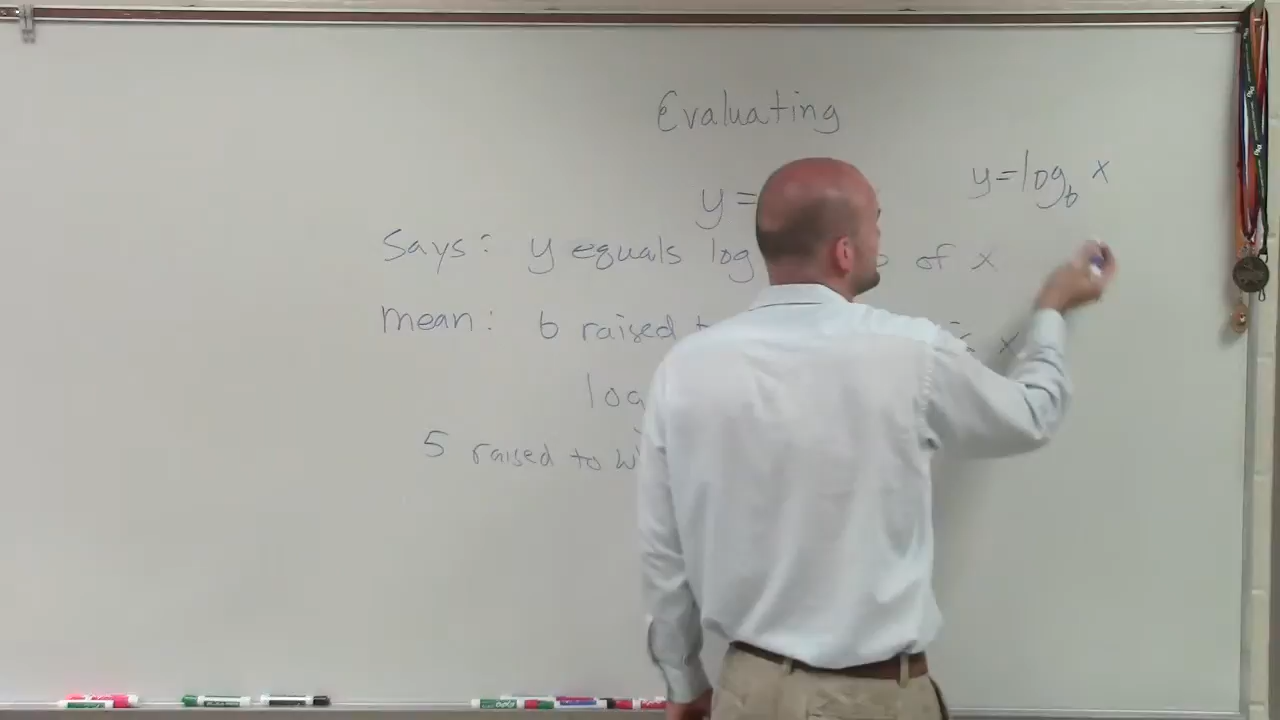 Evaluating
y =
y = log_b x
Says: y equals log of x
mean: b raised x
log
5 raised to